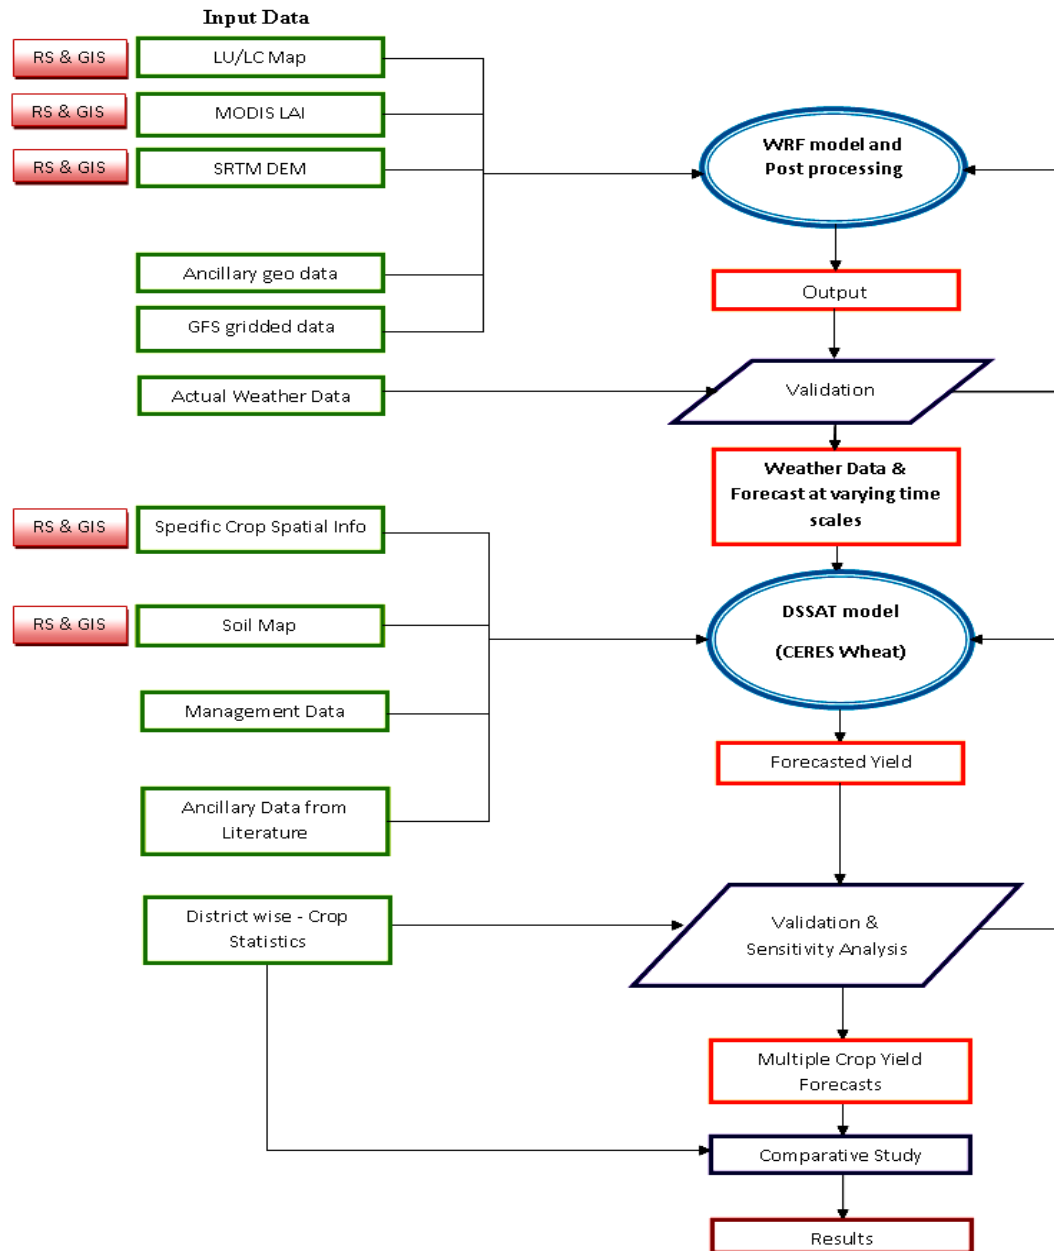 Input Data
RS & GIS
LU/LC Map
RS & GIS
MODIS LAI
RS & GIS
SRTM DEM
Ancillary geo data
GFS gridded data
Actual Weather Data
WRF model and
Post processing
Output
Validation
Weather Data &
Forecast at varying time
scales
RS & GIS
Specific Crop Spatial Info
RS & GIS
Soil Map
Management Data
Ancillary Data from
Literature
DSSAT model
(CERES Wheat)
Forecasted Yield
District wise - Crop
Statistics
Validation &
Sensitivity Analysis
Multiple Crop Yield
Forecasts
Comparative Study
Results